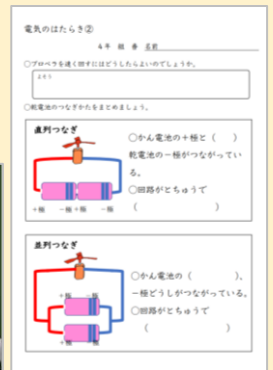 電気のはたらき②
4年 組 番 名前
○プロペラを速く回すにはどうしたらよいのでしょうか。
よそう
○乾電池のつなぎかたをまとめましょう。
直列つなぎ
○かん電池の+極と(　　)
乾電池の-極がつながってい
る。
○回路がとちゅうで
(　　　　　　　)
+極 -極 +極 -極
並列つなぎ
+極 -極
+極 -極
○かん電池の(　　　　)、
-極どうしがつながっている。
○回路がとちゅうで
(　　　　　　　)